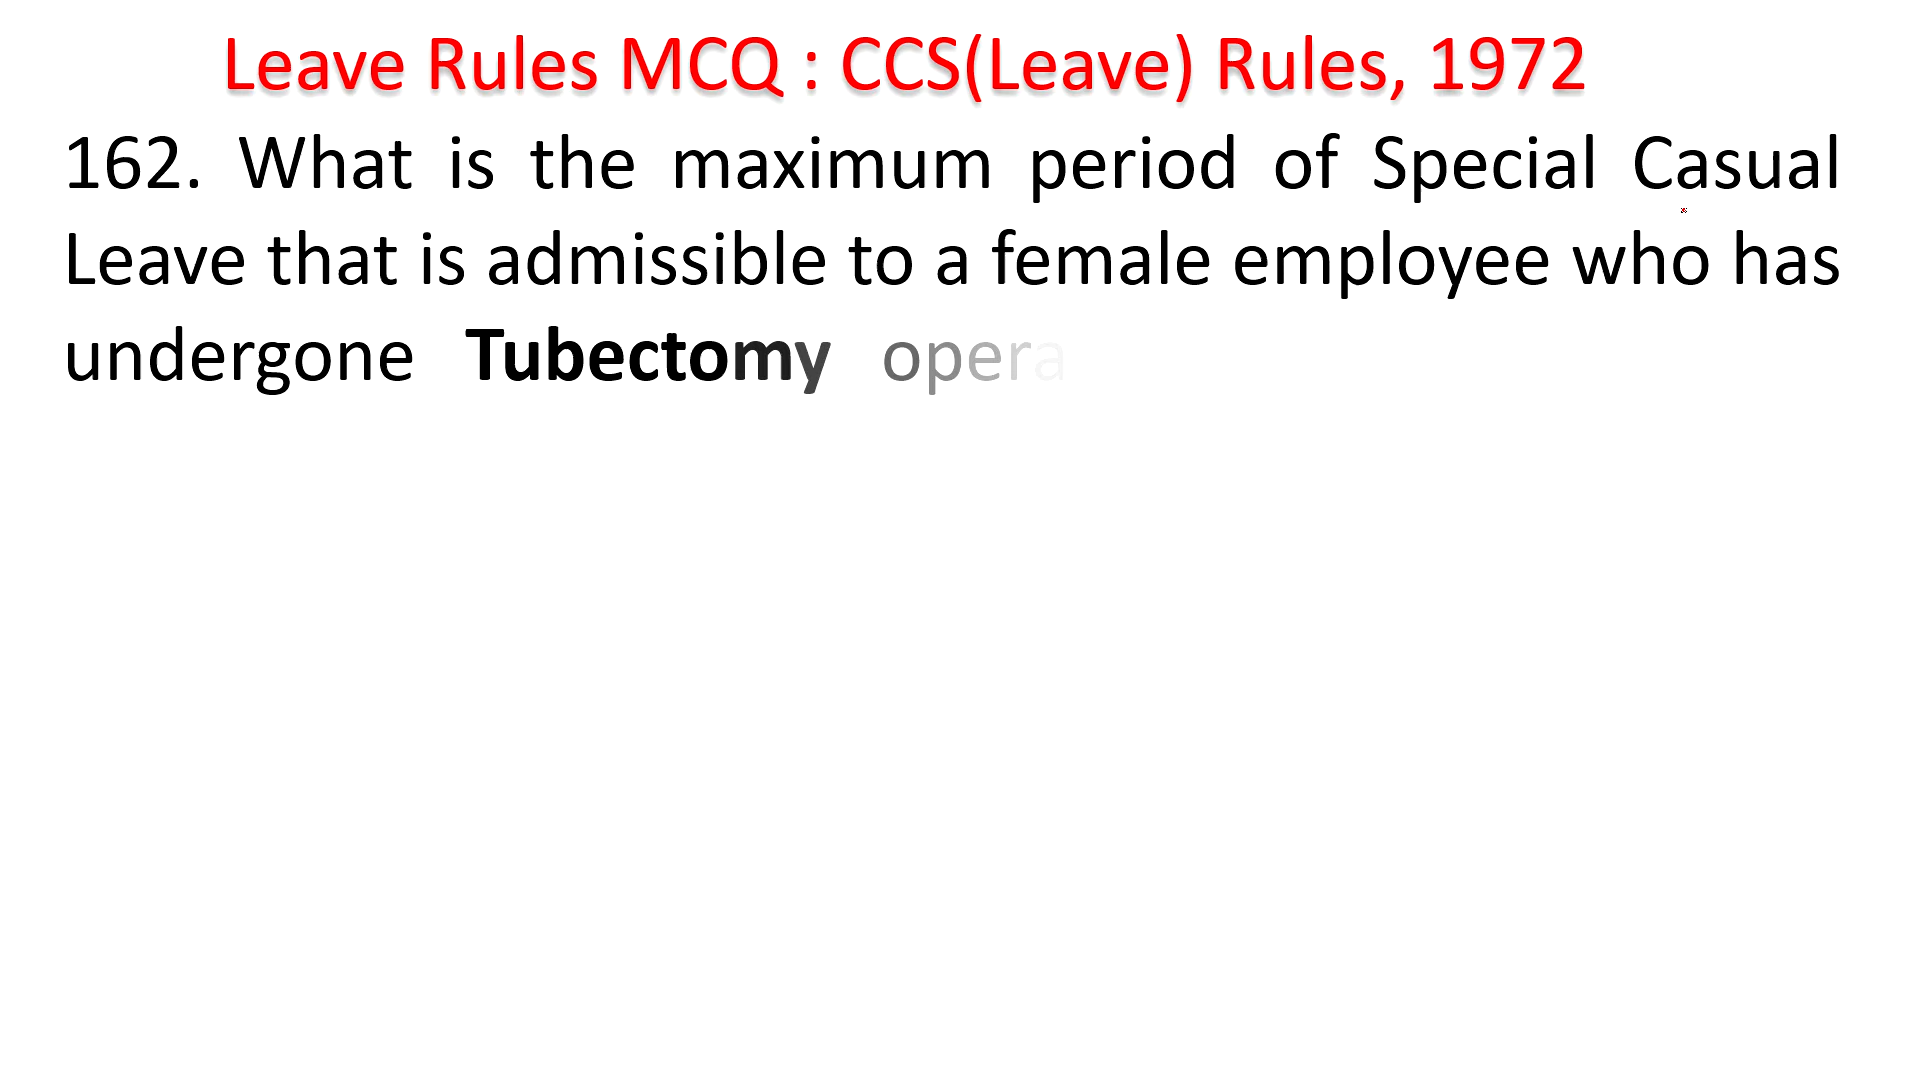 Leave Rules MCQ : CCS(Leave) Rules, 1972
162. What is the maximum period of Special Casual
Leave that is admissible to a female employee who has
undergone Tubectomy opera